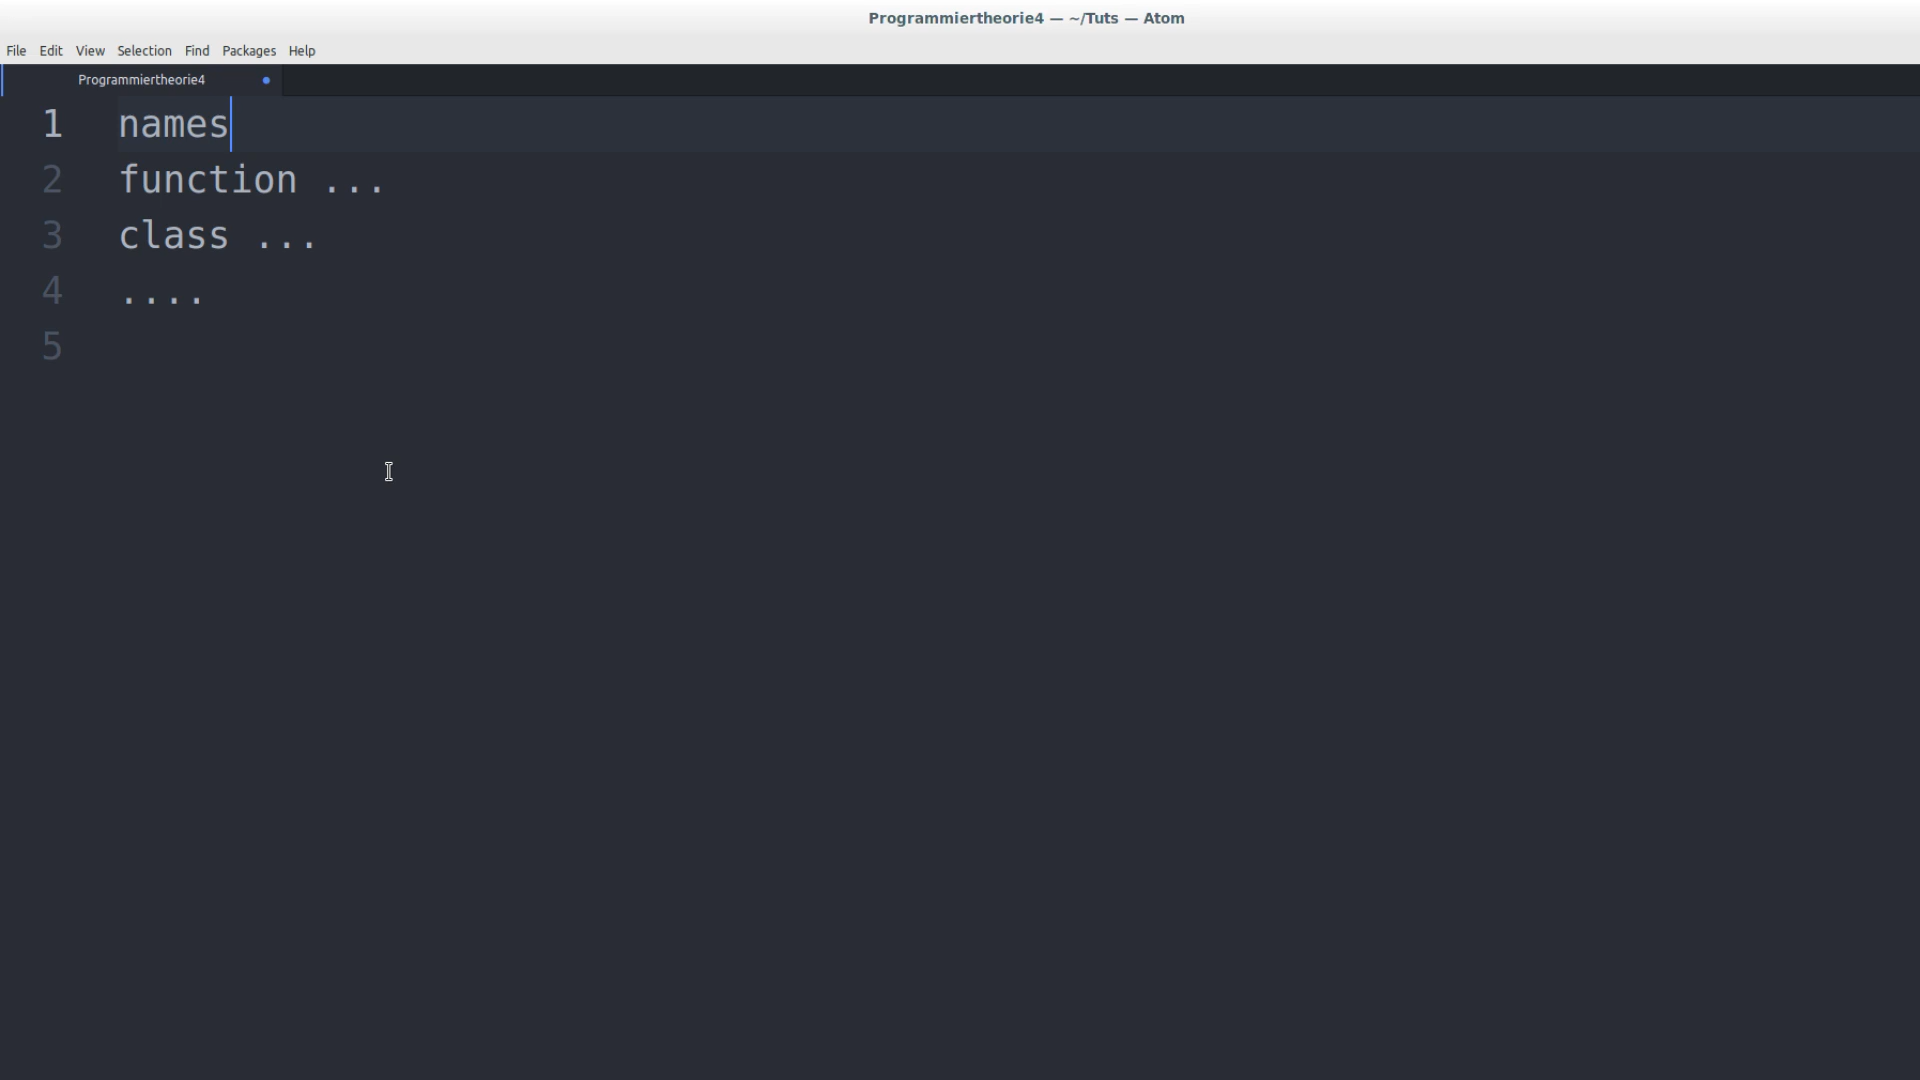 Programmiertheorie4 — ~/Tuts — Atom
File Edit View Selection Find Packages Help
Programmiertheorie4
1 names
2 function ...
3 class ...
4 ....
5